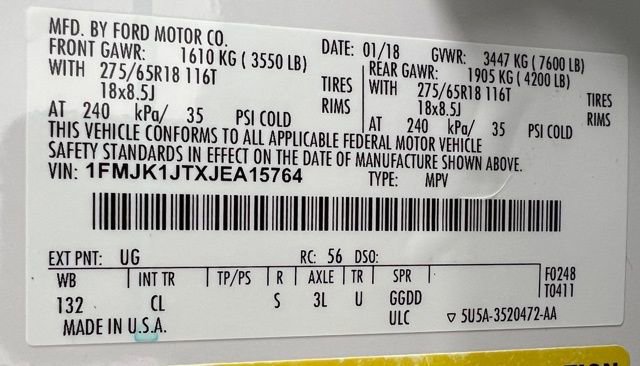 MFD. BY FORD MOTOR CO. DATE: 01/18 GVWR: 3447 KG ( 7600 LB)
FRONT GAWR: 1610 KG ( 3550 LB) REAR GAWR: 1905 KG ( 4200 LB)
WITH 275/65R18 116T TIRES WITH 275/65R18 116T TIRES
18x8.5J RIMS 18x8.5J RIMS
AT 240 kPa/ 35 PSI COLD AT 240 kPa/ 35 PSI COLD
THIS VEHICLE CONFORMS TO ALL APPLICABLE FEDERAL MOTOR VEHICLE
SAFETY STANDARDS IN EFFECT ON THE DATE OF MANUFACTURE SHOWN ABOVE.
VIN: 1FMJK1JTXJEA15764 TYPE: MPV
EXT PNT: UG RC: 56 DSO:
WB INT TR TP/PS R AXLE TR SPR F0248
132 CL S 3L U GGDD T0411
ULC ▽ 5U5A-3520472-AA
MADE IN U.S.A.